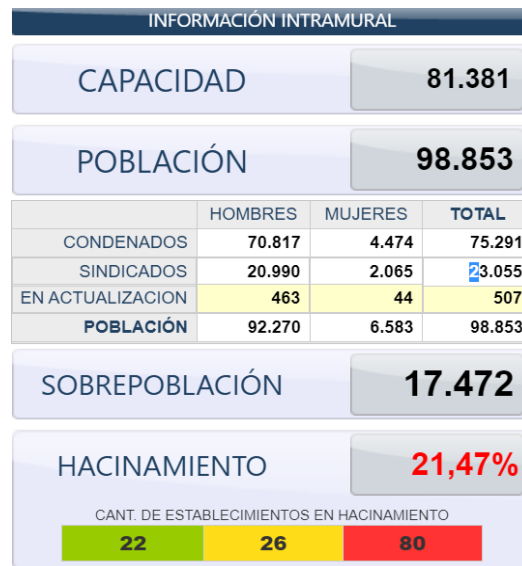 INFORMACIÓN INTRAMURAL
CAPACIDAD 81.381
POBLACIÓN 98.853
HOMBRES MUJERES TOTAL
CONDENADOS 70.817 4.474 75.291
SINDICADOS 20.990 2.065 23.055
EN ACTUALIZACION 463 44 507
POBLACIÓN 92.270 6.583 98.853
SOBREPOBLACIÓN 17.472
HACINAMIENTO 21,47%
CANT. DE ESTABLECIMIENTOS EN HACINAMIENTO
22 26 80